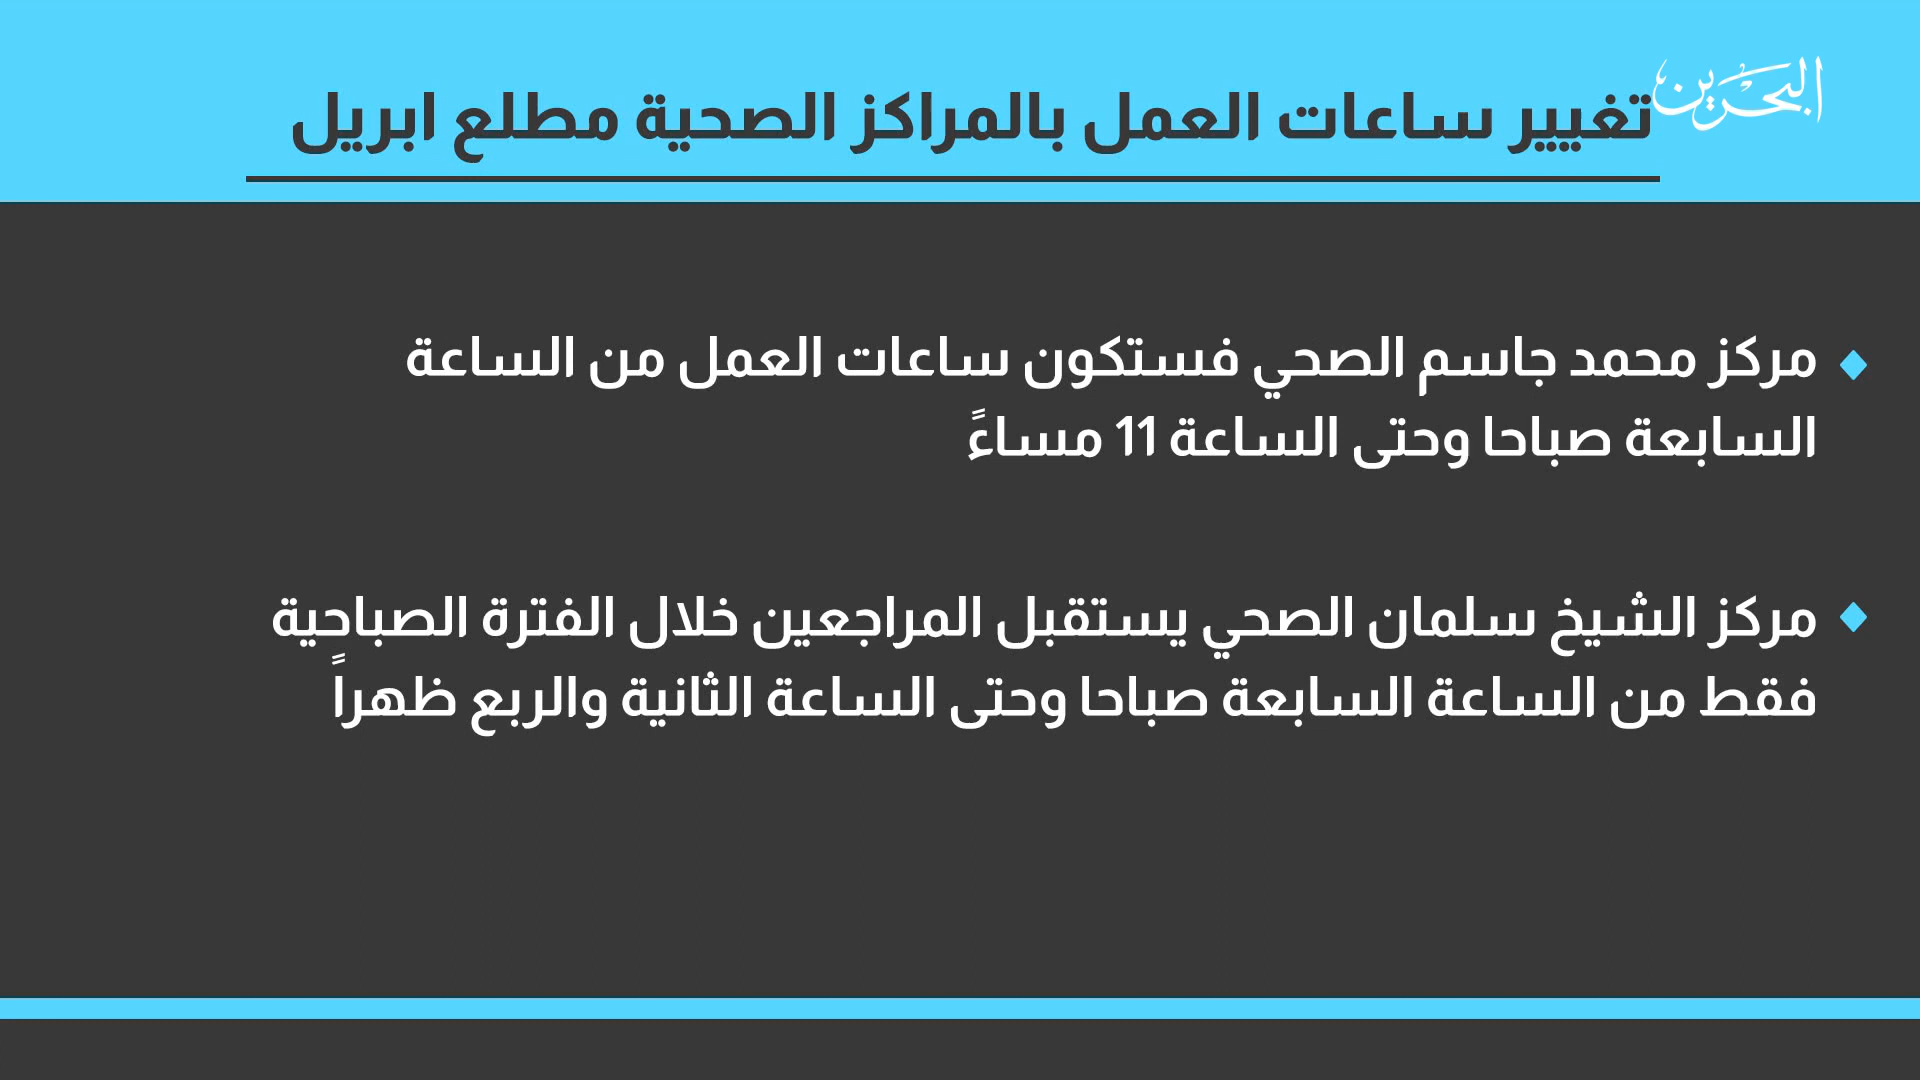 البحرين
تغيير ساعات العمل بالمراكز الصحية مطلع ابريل
مركز محمد جاسم الصحي فستكون ساعات العمل من الساعة
السابعة صباحا وحتى الساعة 11 مساءً
مركز الشيخ سلمان الصحي يستقبل المراجعين خلال الفترة الصباحية
فقط من الساعة السابعة صباحا وحتى الساعة الثانية والربع ظهراً